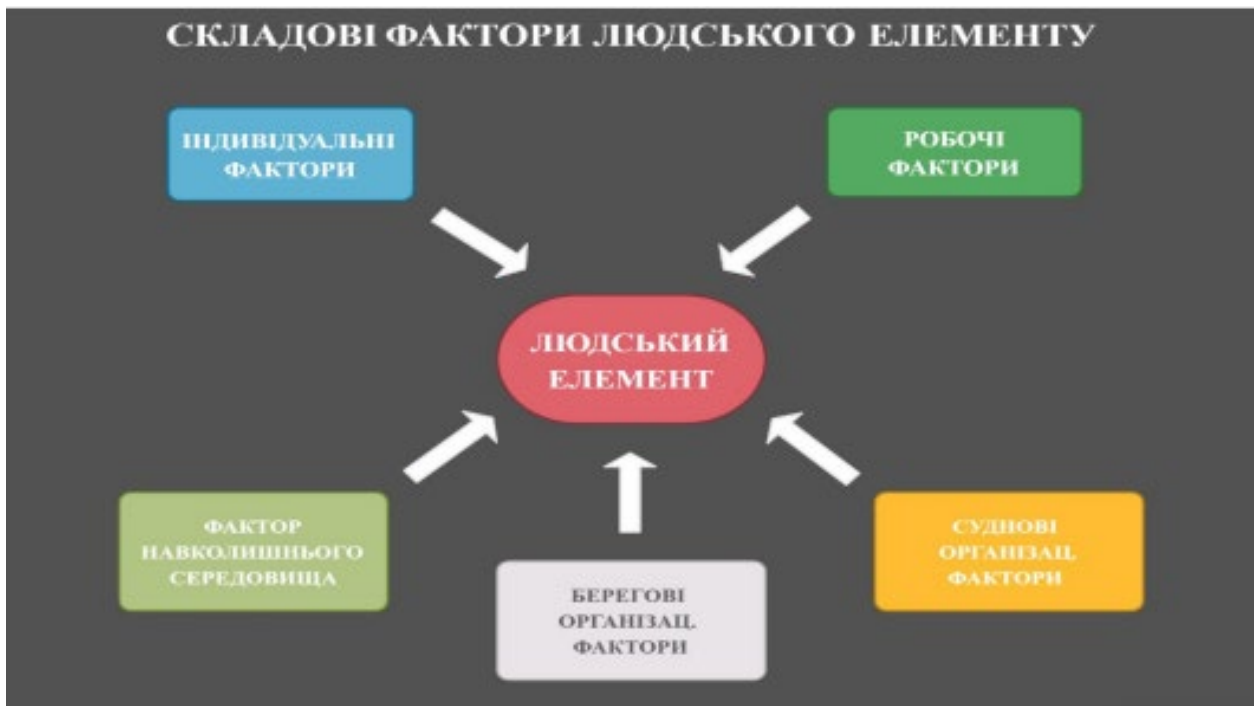 СКЛАДОВІ ФАКТОРИ ЛЮДСЬКОГО ЕЛЕМЕНТУ
ІНДИВІДУАЛЬНІ
ФАКТОРИ
РОБОЧІ
ФАКТОРИ
ЛЮДСЬКИЙ
ЕЛЕМЕНТ
ФАКТОР
НАВКОЛИШНЬОГО
СЕРЕДОВИЩА
БЕРЕГОВІ
ОРГАНІЗАЦ.
ФАКТОРИ
СУДНОВІ
ОРГАНІЗАЦ.
ФАКТОРИ